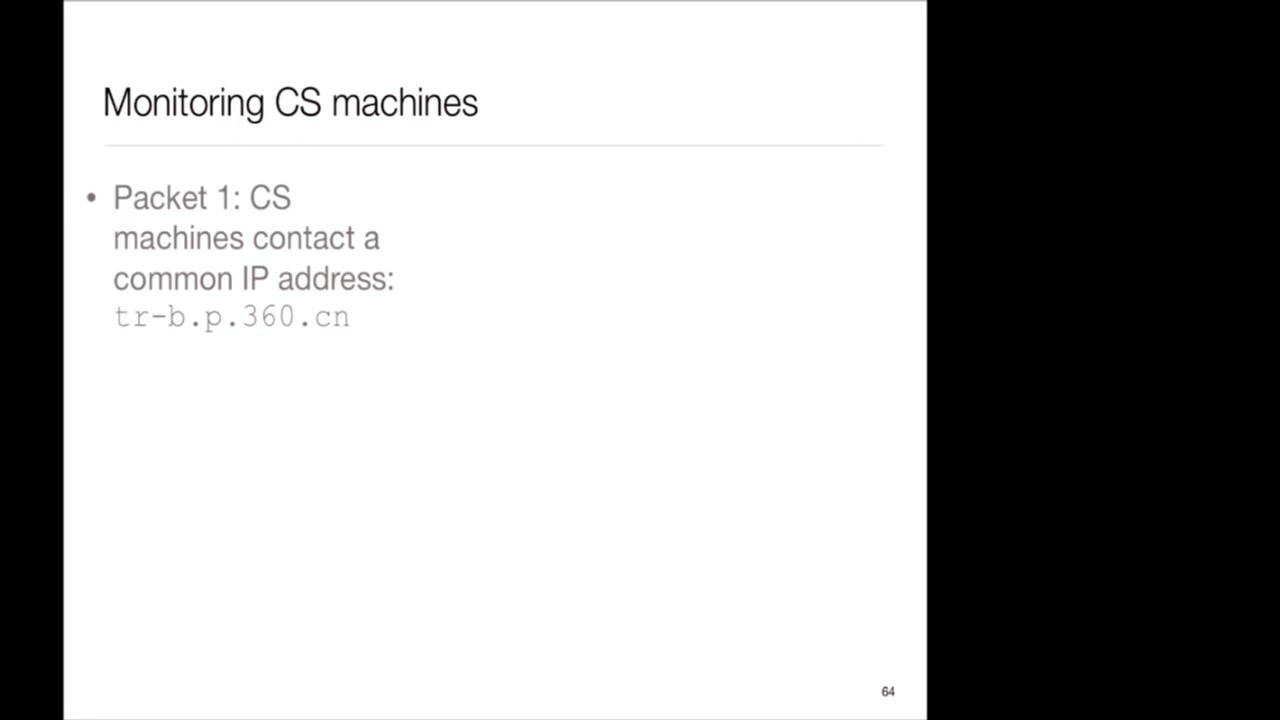 Monitoring CS machines
• Packet 1: CS
machines contact a
common IP address:
tr-b.p.360.cn
64